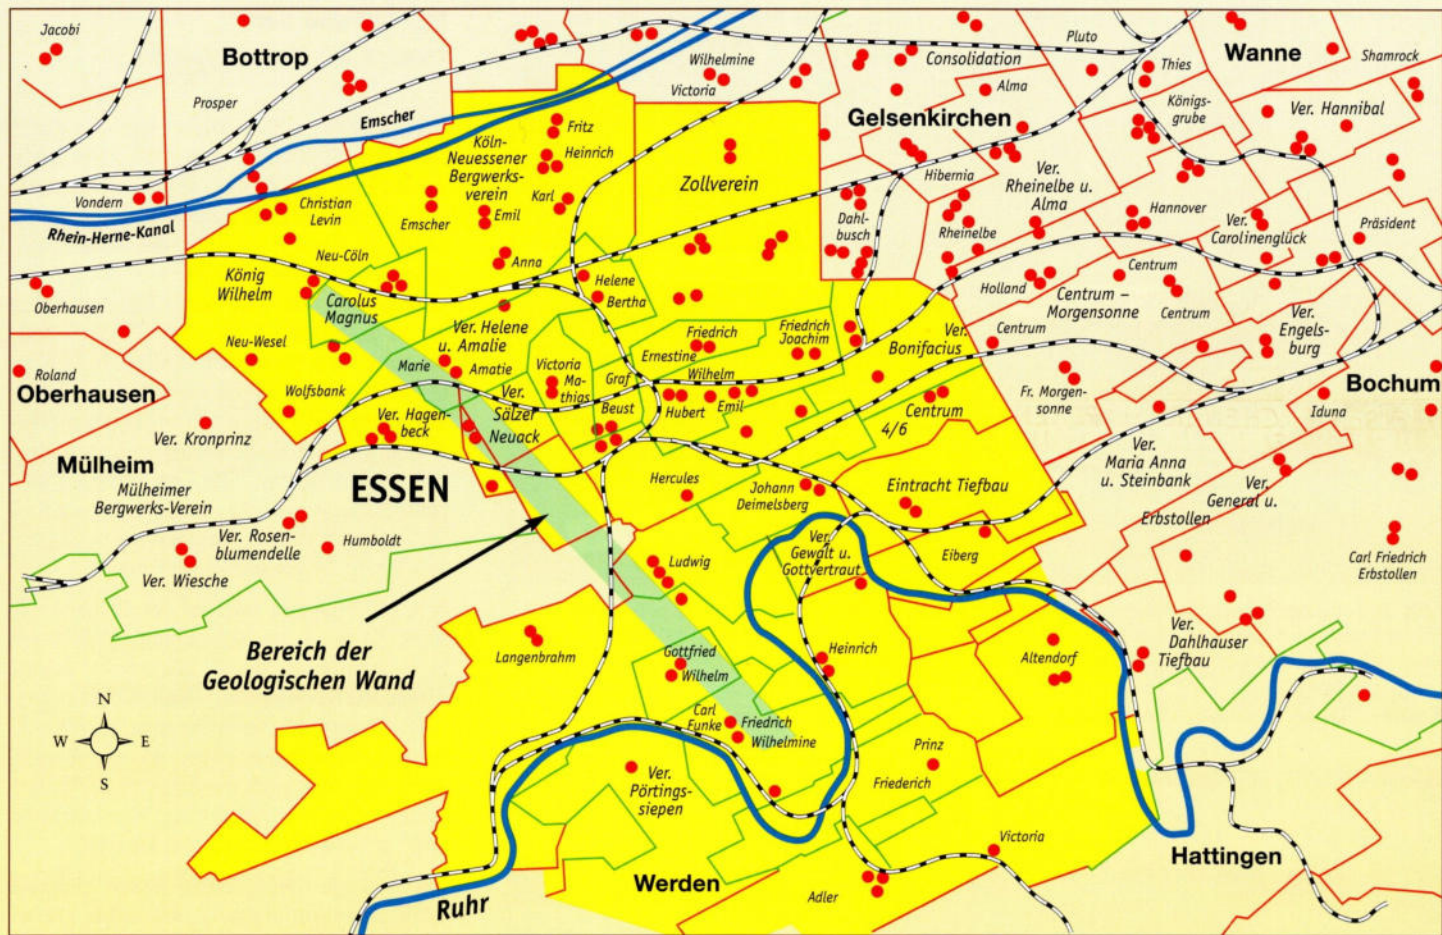 Jacobi
Bottrop
Prosper
Emscher
Vondern
Rhein-Herne-Kanal
Christian
Levin
Neu-Cöln
Oberhausen
König
Wilhelm
Carolus
Magnus
Neu-Wesel
Wolfsbank
Roland
Oberhausen
Ver. Kronprinz
Mülheim
Mülheimer
Bergwerks-Verein
Ver. Rosen-
blumendelle
Ver. Wiesche
Humboldt
Köln-
Neuessener
Bergwerks-
verein
Fritz
Heinrich
Karl
Emscher
Emil
Anna
Wilhelmine
Victoria
Zollverein
Helene
Bertha
Ver. Helene
u. Amalie
Marie
Amatie
Victoria
Ma-
thias
Graf
Beust
Ver.
Sälzer
Neuack
Ver. Hagen-
beck
ESSEN
Friedrich
Ernestine
Wilhelm
Hubert
Emil
Friedrich
Joachim
Ver.
Bonifacius
Centrum
4/6
Hercules
Johann
Deimelsberg
Eintracht Tiefbau
Eiberg
Ver.
Gewalt u.
Gottvertraut
Ludwig
Bereich der
Geologischen Wand
Langenbrahm
Gottfried
Wilhelm
Carl
Funke
Friedrich
Wilhelmine
Heinrich
Altendorf
Prinz
Friederich
Ver.
Pörtings-
siepen
Victoria
Adler
Werden
Ruhr
Hattingen
N
W
E
S
Consolidation
Alma
Pluto
Gelsenkirchen
Hibernia
Dahl-
busch
Rheinelbe
Ver.
Rheinelbe u.
Alma
Thies
Königs-
grube
Wanne
Shamrock
Ver. Hannibal
Hannover
Ver.
Carolinenglück
Präsident
Holland
Centrum
Centrum –
Morgensonne
Centrum
Centrum
Ver.
Engels-
burg
Fr. Morgen-
sonne
Bochum
Iduna
Ver.
Maria Anna
u. Steinbank
Ver.
General u.
Erbstollen
Carl Friedrich
Erbstollen
Ver.
Dahlhauser
Tiefbau